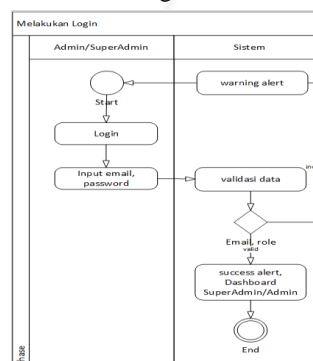 Melakukan Login
Admin/SuperAdmin
Sistem
warning alert
Start
Login
Input email,
password
validasi data
Email, role
valid
success alert,
Dashboard
SuperAdmin/Admin
End